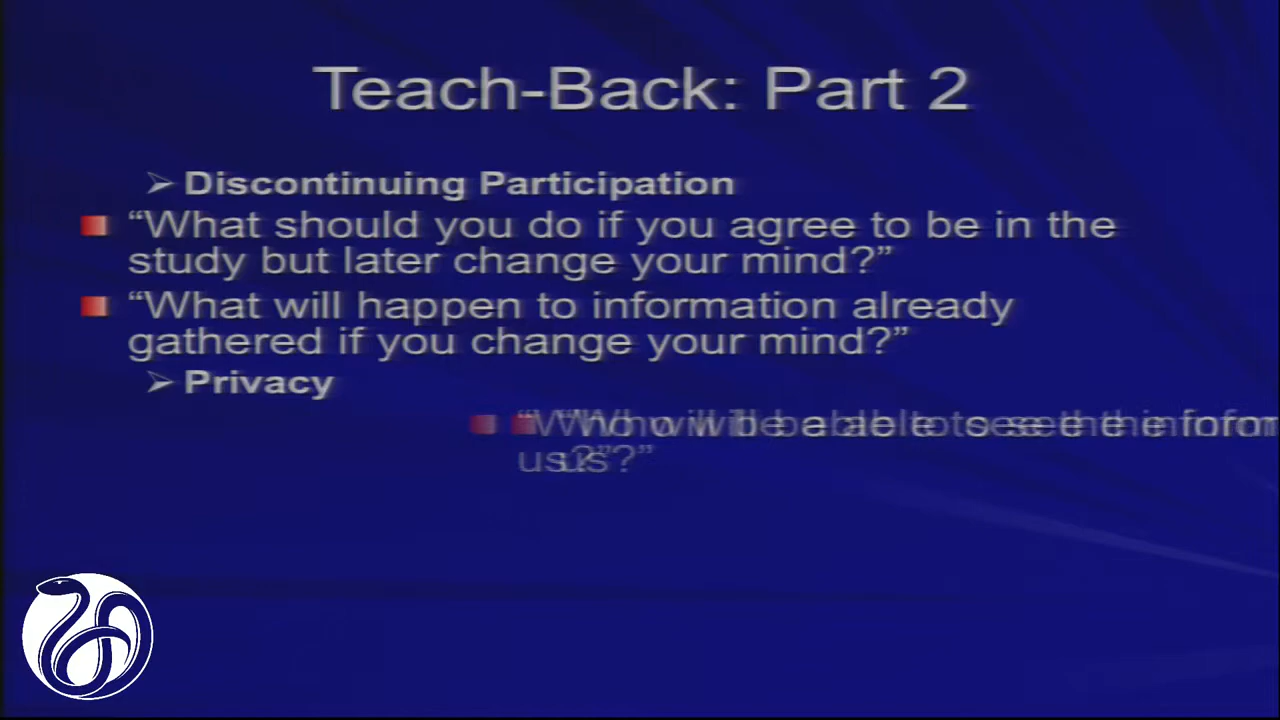 Teach-Back: Part 2
➢ Discontinuing Participation
“What should you do if you agree to be in the
study but later change your mind?”
“What will happen to information already
gathered if you change your mind?”
➢ Privacy
“Who will be able to see the infor
us?”